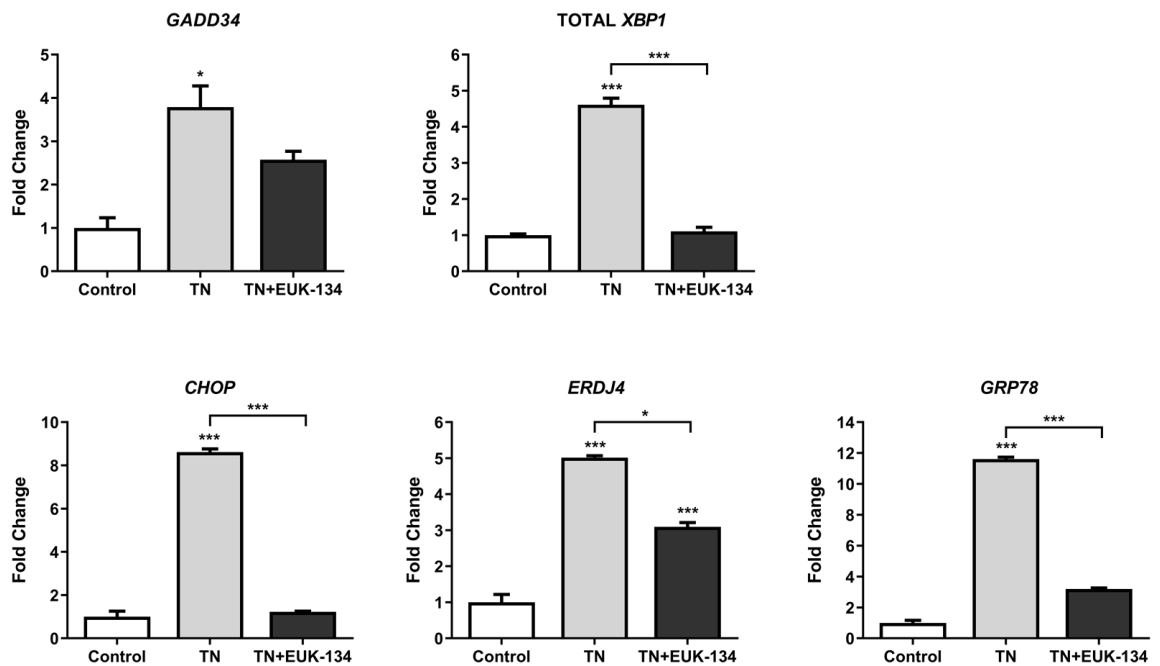 GADD34
5
4
3
2
1
0
Fold Change
*
Control TN TN+EUK-134
TOTAL XBP1
6
5
4
3
2
1
0
Fold Change
***
***
Control TN TN+EUK-134
CHOP
10
8
6
4
2
0
Fold Change
***
***
Control TN TN+EUK-134
ERDJ4
6
5
4
3
2
1
0
Fold Change
*
***
***
Control TN TN+EUK-134
GRP78
14
12
10
8
6
4
2
0
Fold Change
***
***
Control TN TN+EUK-134